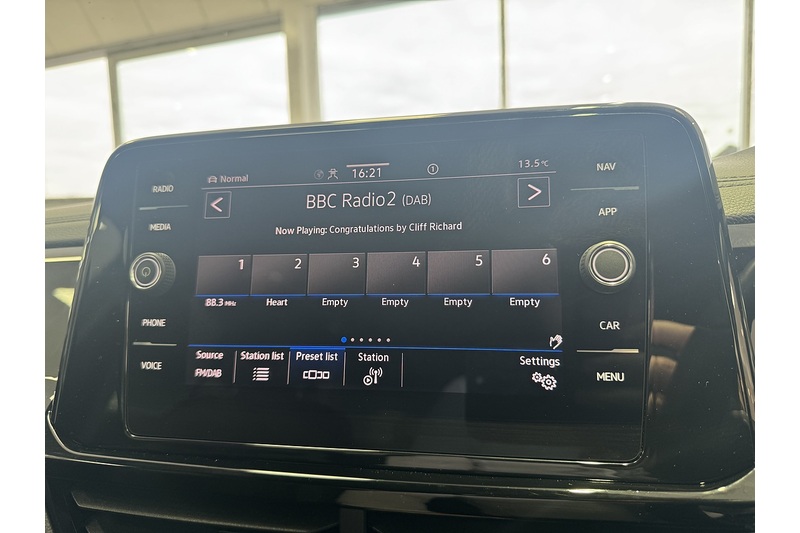 Normal 16:21 1 13.5°C
RADIO
MEDIA
PHONE
VOICE
BBC Radio2 (DAB)
Now Playing: Congratulations by Cliff Richard
1 2 3 4 5 6
88.3 MHz Heart Empty Empty Empty Empty
Source Station list Preset list Station Settings
FM/DAB
NAV
APP
CAR
MENU